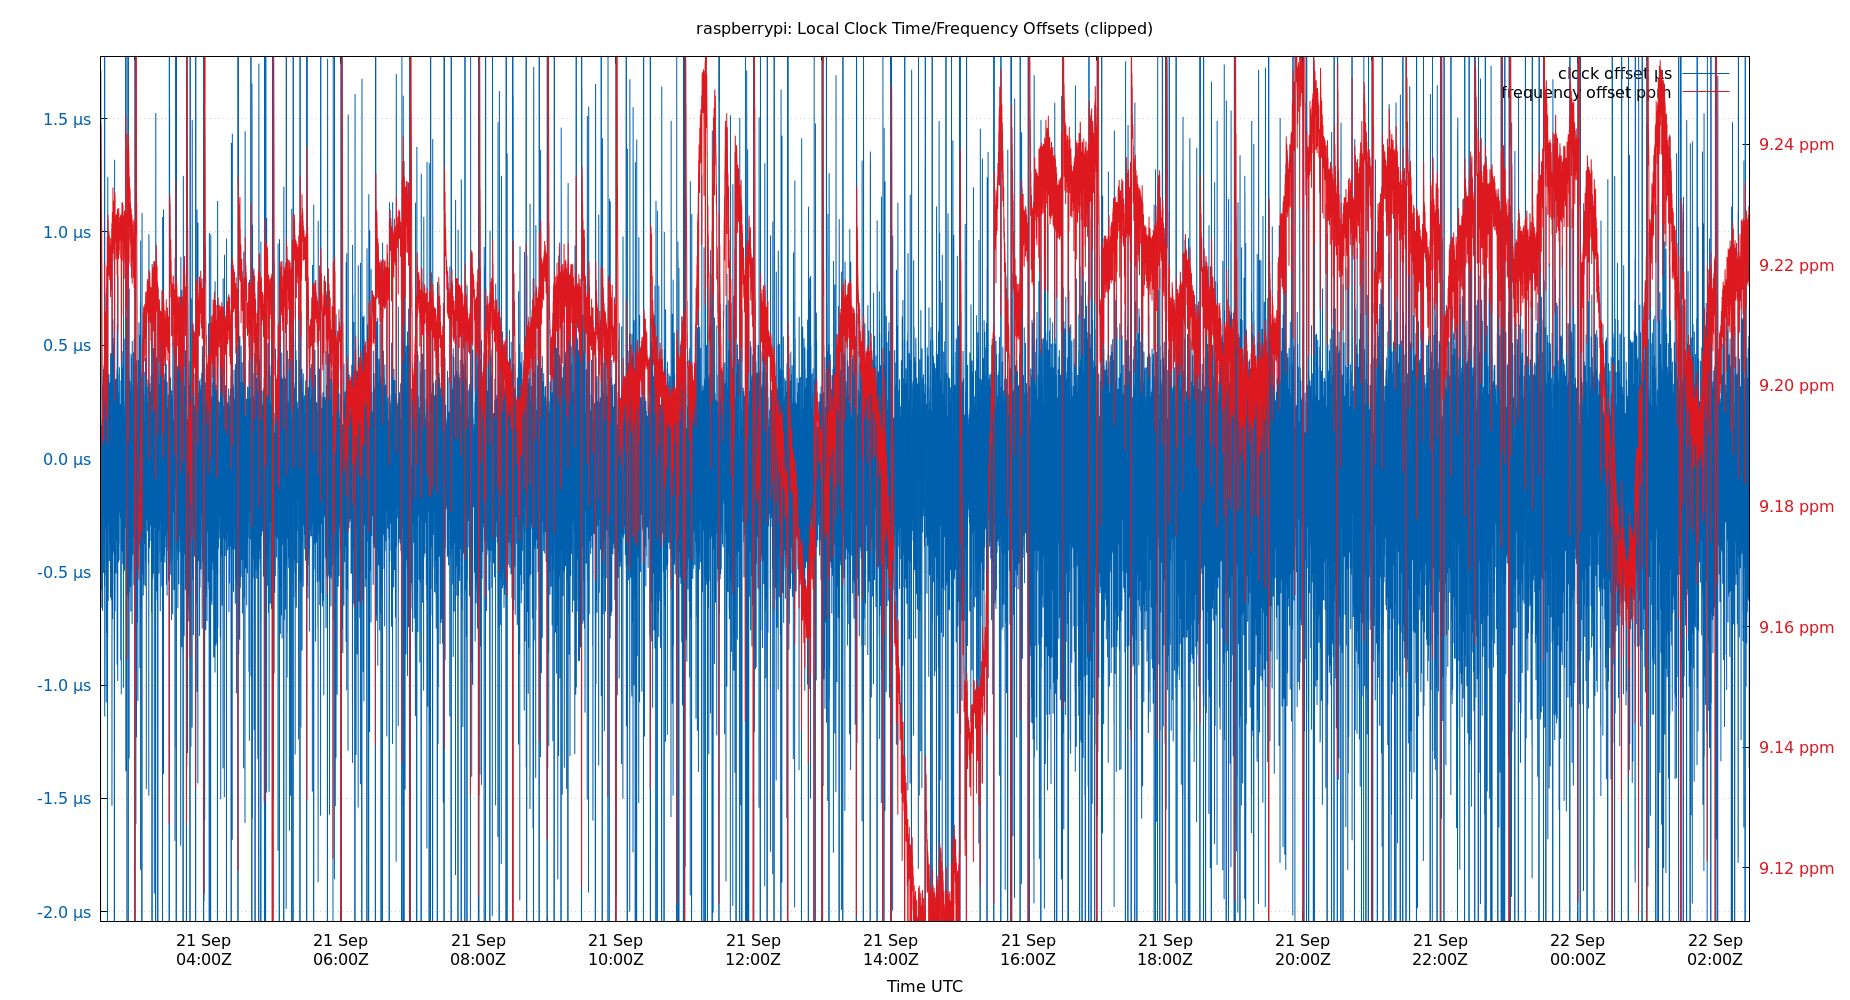 raspberrypi: Local Clock Time/Frequency Offsets (clipped)
clock offset µs
frequency offset ppm
1.5 µs
1.0 µs
0.5 µs
0.0 µs
-0.5 µs
-1.0 µs
-1.5 µs
-2.0 µs
9.24 ppm
9.22 ppm
9.20 ppm
9.18 ppm
9.16 ppm
9.14 ppm
9.12 ppm
21 Sep 21 Sep 21 Sep 21 Sep 21 Sep 21 Sep 21 Sep 21 Sep 21 Sep 21 Sep 22 Sep 22 Sep
04:00Z 06:00Z 08:00Z 10:00Z 12:00Z 14:00Z 16:00Z 18:00Z 20:00Z 22:00Z 00:00Z 02:00Z
Time UTC